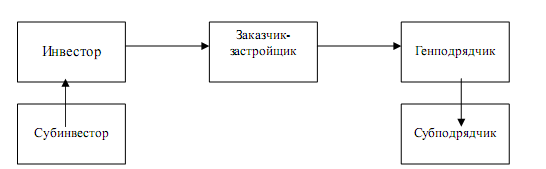 Инвестор
Заказчик-
застройщик
Генподрядчик
Субинвестор
Субподрядчик